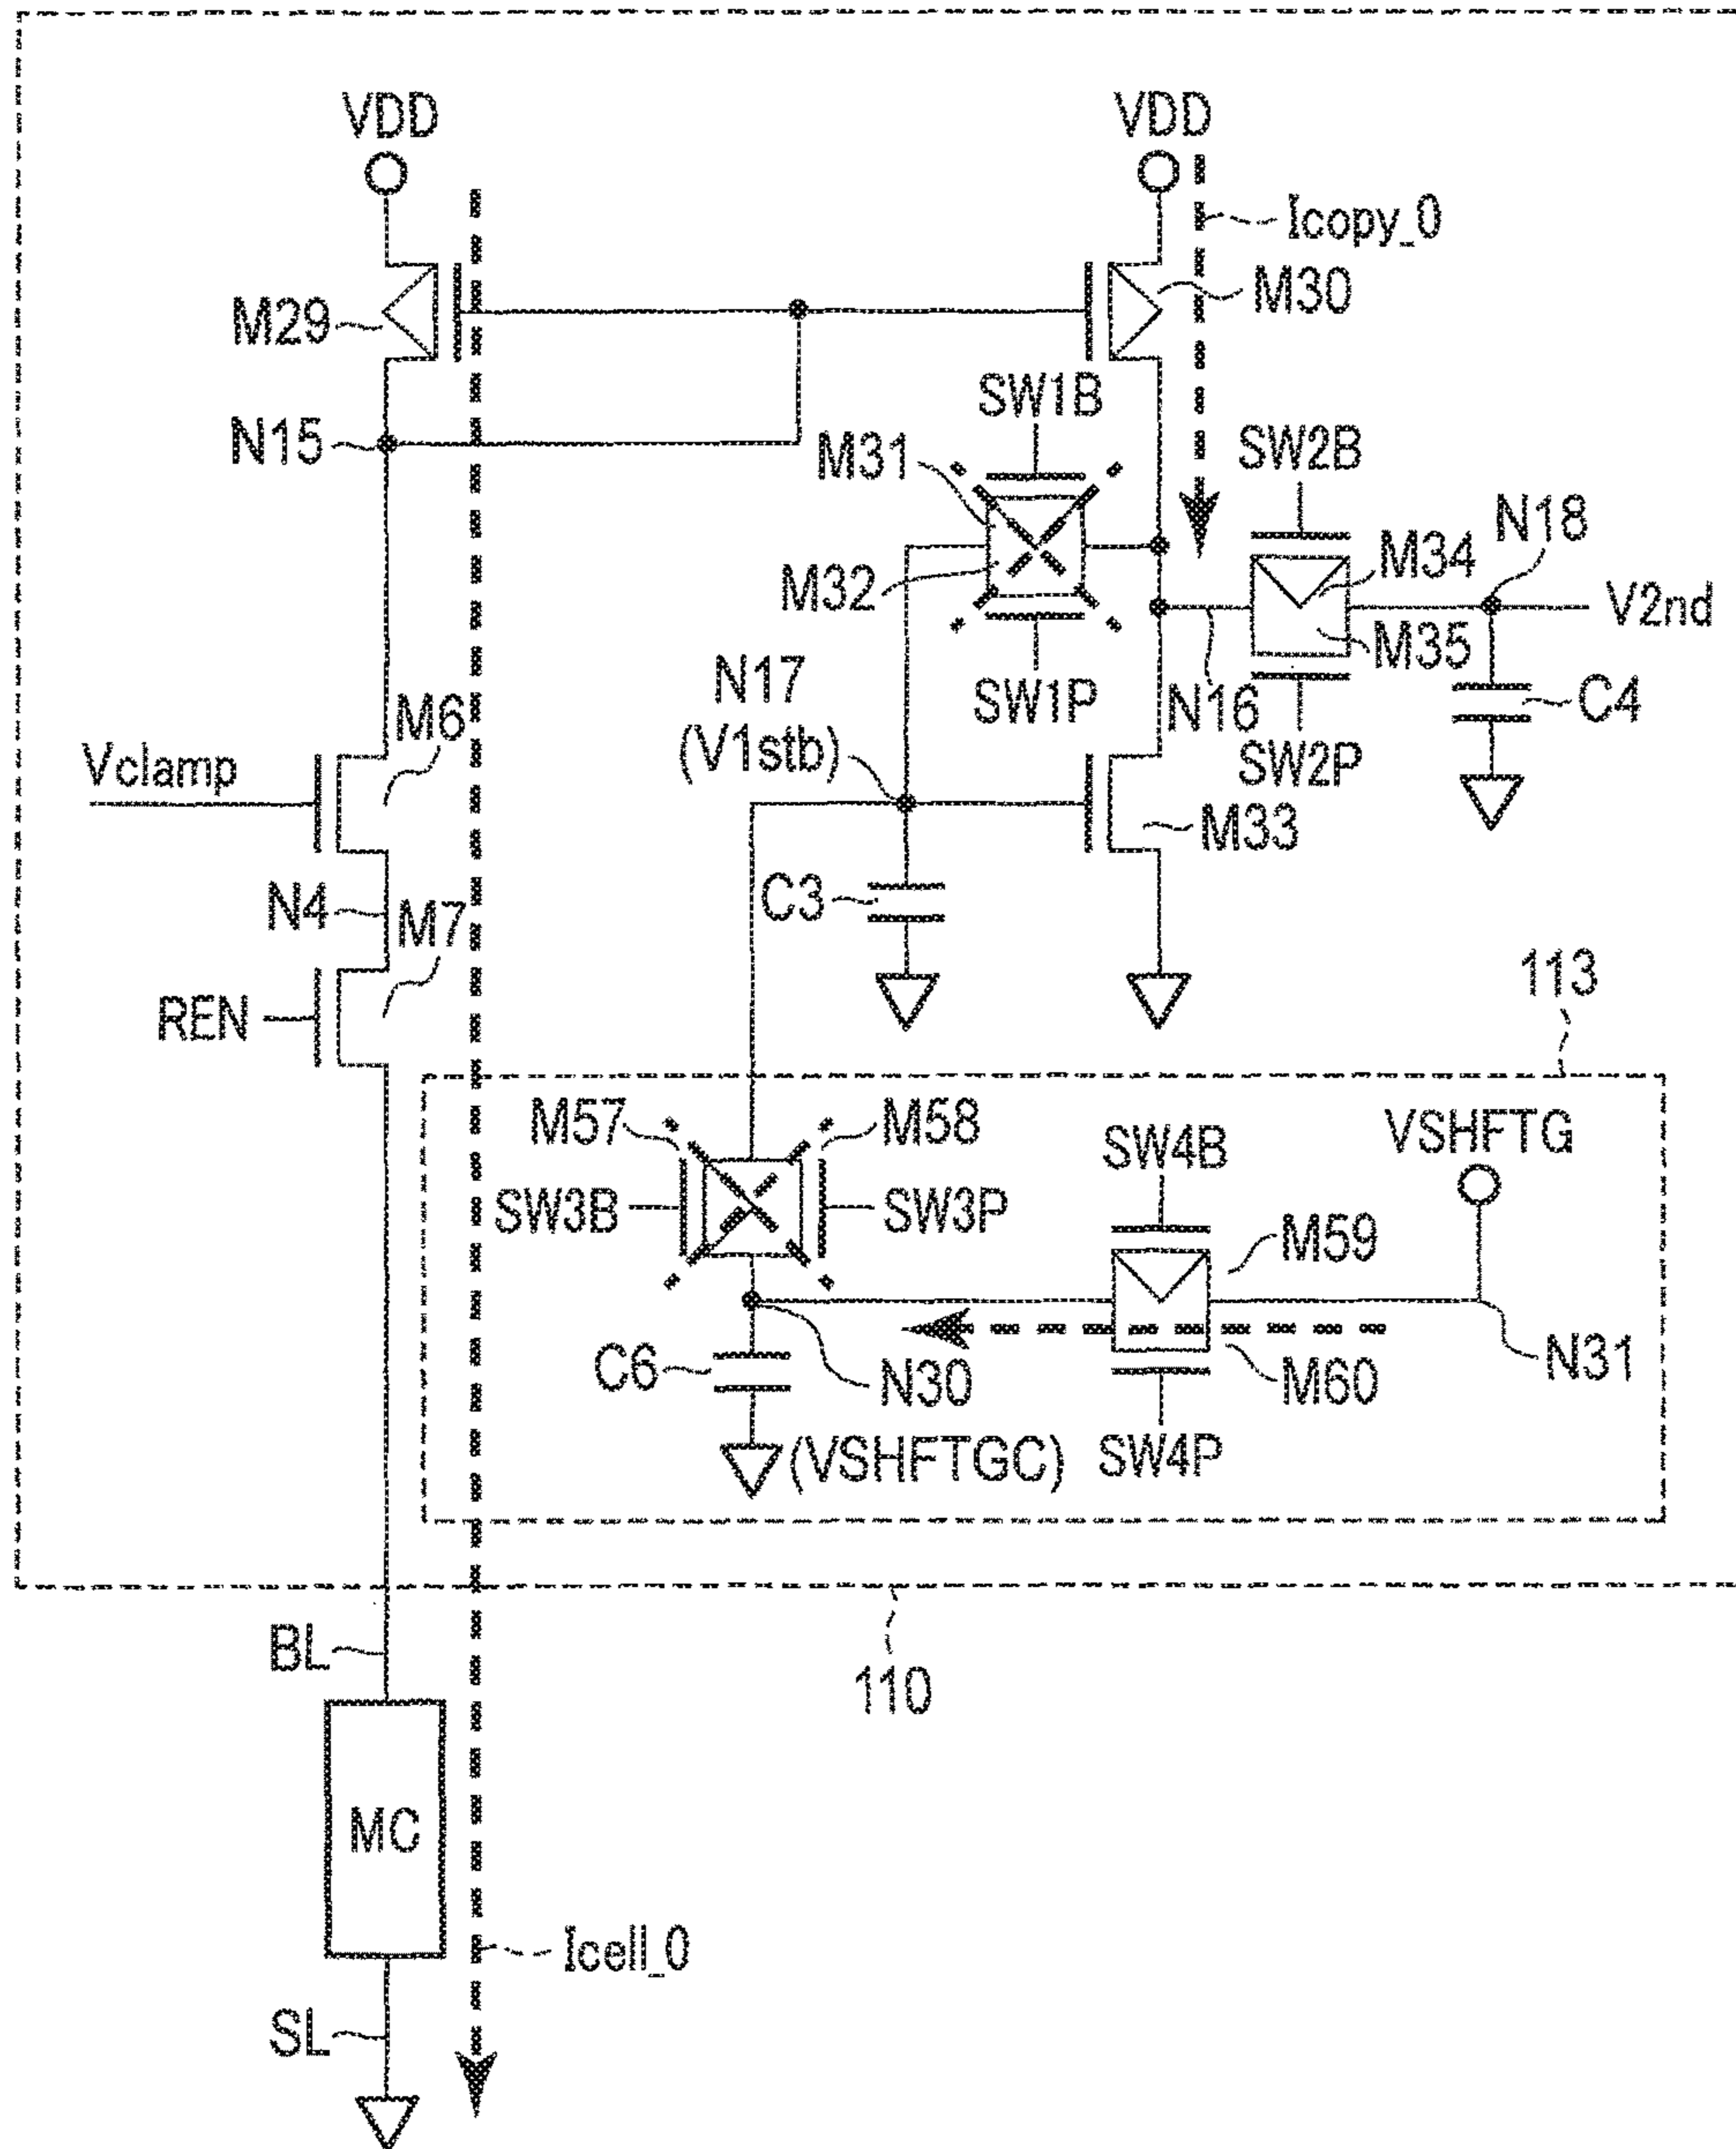 VDD
VDD
Icopy_0
M29
M30
SW1B
N15
M31
SW2B
N18
M32
M34
V2nd
M35
N17
(V1stb)
SW1P
N16
C4
M6
SW2P
Vclamp
M33
C3
N4
M7
113
REN
M57
M58
VSHFTG
SW4B
SW3B
SW3P
M59
C6
N30
M60
N31
(VSHFTGC)
SW4P
BL
110
MC
Icell_0
SL